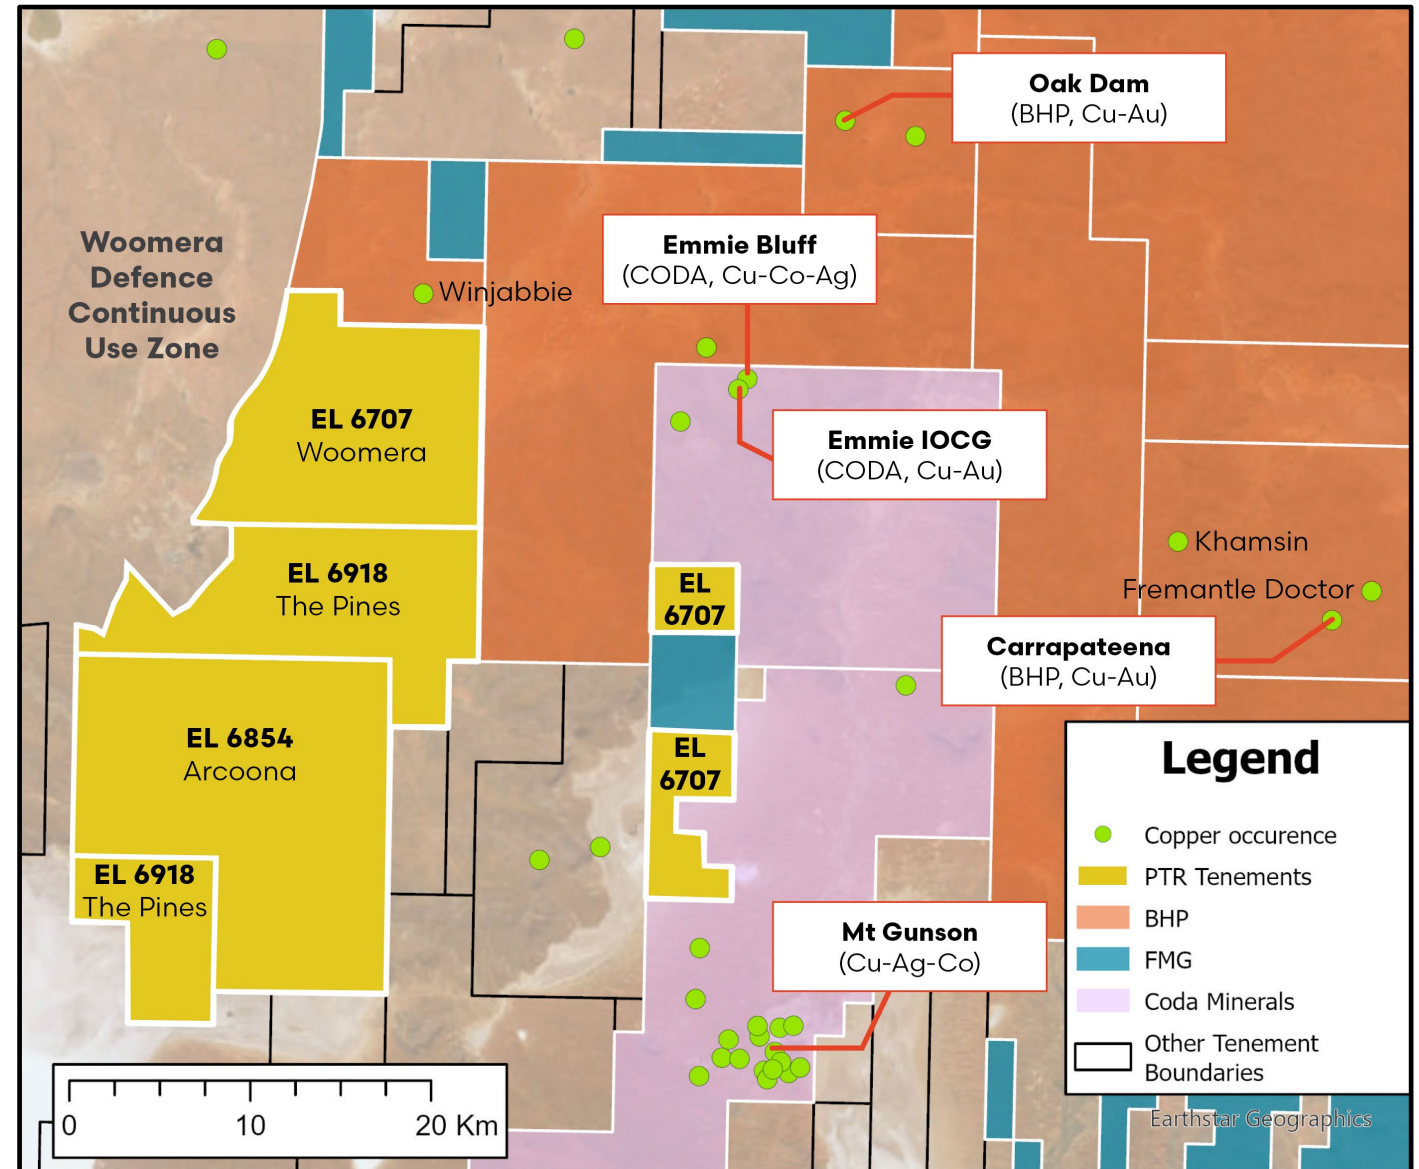 Oak Dam
(BHP, Cu-Au)
Woomera
Defence
Continuous
Use Zone
Emmie Bluff
(CODA, Cu-Co-Ag)
Winjabbie
EL 6707
Woomera
Emmie IOCG
(CODA, Cu-Au)
Khamsin
EL 6918
The Pines
EL
6707
Fremantle Doctor
Carrapateena
(BHP, Cu-Au)
EL 6854
Arcoona
EL
6707
EL 6918
The Pines
Mt Gunson
(Cu-Ag-Co)
Legend
Copper occurence
PTR Tenements
BHP
FMG
Coda Minerals
Other Tenement
Boundaries
Earthstar Geographics
0 10 20 Km